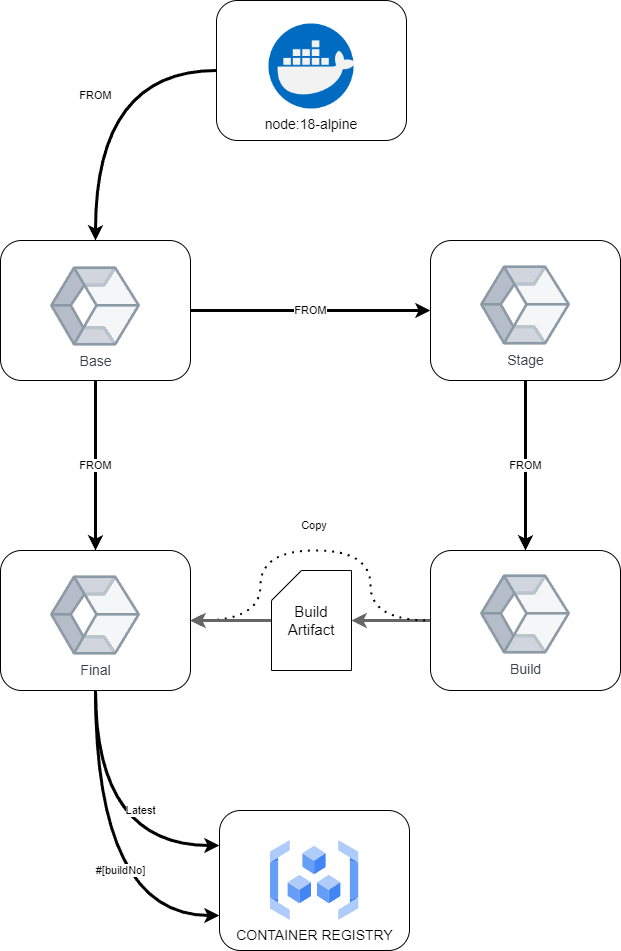 node:18-alpine
FROM
Base
FROM
Stage
FROM
FROM
Copy
Build
Artifact
Final
Build
Latest
#[buildNo]
CONTAINER REGISTRY